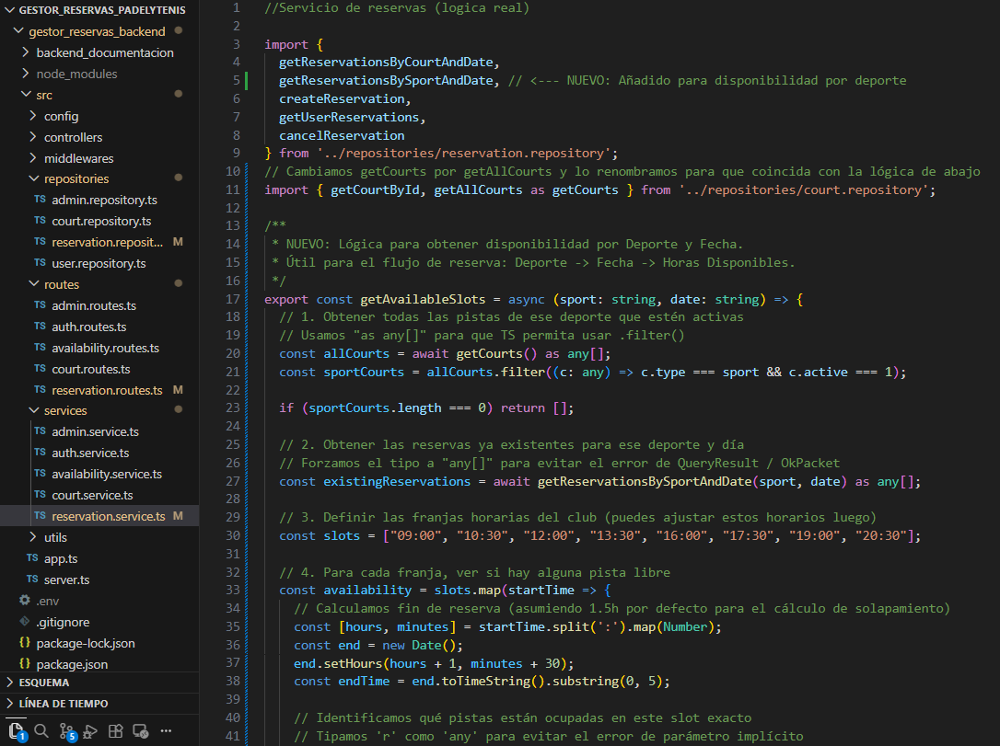 GESTOR_RESERVAS_PADELYTENIS
gestor_reservas_backend
backend_documentacion
node_modules
src
config
controllers
middlewares
repositories
TS admin.repository.ts
TS court.repository.ts
TS reservation.reposit... M
TS user.repository.ts
routes
TS admin.routes.ts
TS auth.routes.ts
TS availability.routes.ts
TS court.routes.ts
TS reservation.routes.ts M
services
TS admin.service.ts
TS auth.service.ts
TS availability.service.ts
TS court.service.ts
TS reservation.service.ts M
utils
TS app.ts
TS server.ts
.env
.gitignore
{} package-lock.json
{} package.json
ESQUEMA
LÍNEA DE TIEMPO
1 5 ...
1 //Servicio de reservas (logica real)
2
3 import {
4   getReservationsByCourtAndDate,
5   getReservationsBySportAndDate, // <--- NUEVO: Añadido para disponibilidad por deporte
6   createReservation,
7   getUserReservations,
8   cancelReservation
9 } from '../repositories/reservation.repository';
10 // Cambiamos getCourts por getAllCourts y lo renombramos para que coincida con la lógica de abajo
11 import { getCourtById, getAllCourts as getCourts } from '../repositories/court.repository';
12
13 /**
14  * NUEVO: Lógica para obtener disponibilidad por Deporte y Fecha.
15  * Útil para el flujo de reserva: Deporte -> Fecha -> Horas Disponibles.
16  */
17 export const getAvailableSlots = async (sport: string, date: string) => {
18   // 1. Obtener todas las pistas de ese deporte que estén activas
19   // Usamos "as any[]" para que TS permita usar .filter()
20   const allCourts = await getCourts() as any[];
21   const sportCourts = allCourts.filter((c: any) => c.type === sport && c.active === 1);
22
23   if (sportCourts.length === 0) return [];
24
25   // 2. Obtener las reservas ya existentes para ese deporte y día
26   // Forzamos el tipo a "any[]" para evitar el error de QueryResult / OkPacket
27   const existingReservations = await getReservationsBySportAndDate(sport, date) as any[];
28
29   // 3. Definir las franjas horarias del club (puedes ajustar estos horarios luego)
30   const slots = ["09:00", "10:30", "12:00", "13:30", "16:00", "17:30", "19:00", "20:30"];
31
32   // 4. Para cada franja, ver si hay alguna pista libre
33   const availability = slots.map(startTime => {
34     // Calculamos fin de reserva (asumiendo 1.5h por defecto para el cálculo de solapamiento)
35     const [hours, minutes] = startTime.split(':').map(Number);
36     const end = new Date();
37     end.setHours(hours + 1, minutes + 30);
38     const endTime = end.toTimeString().substring(0, 5);
39
40     // Identificamos qué pistas están ocupadas en este slot exacto
41     // Tipamos 'r' como 'any' para evitar el error de parámetro implícito